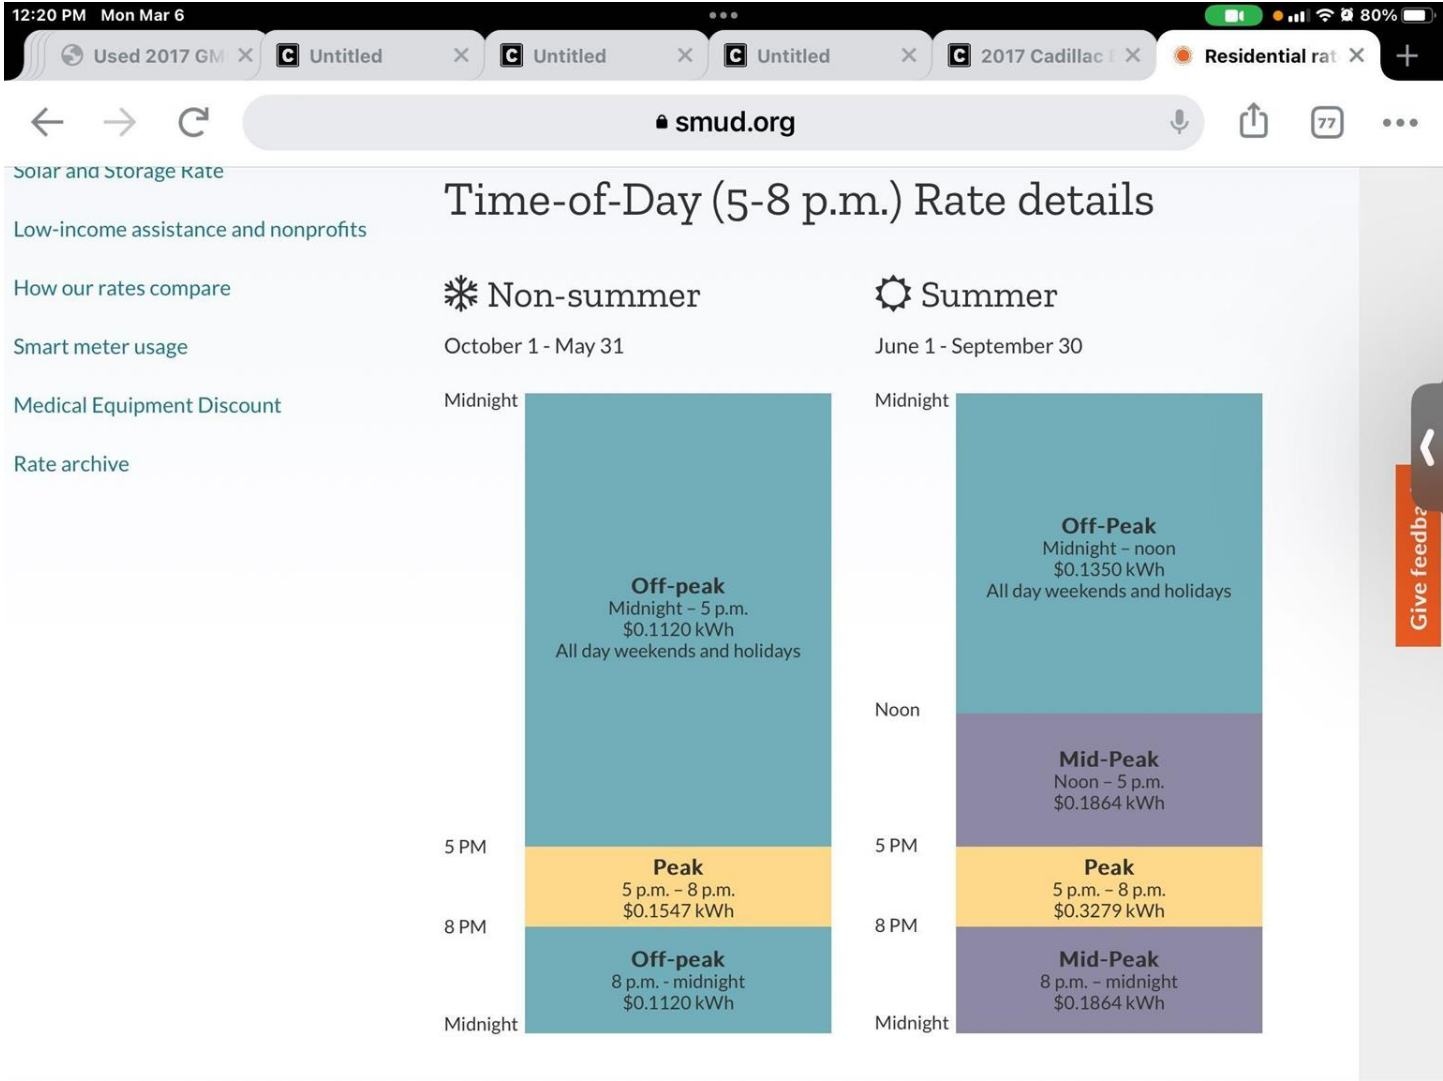 12:20 PM Mon Mar 6
80%
Used 2017 GM
Untitled
Untitled
Untitled
2017 Cadillac
Residential rat
smud.org
77
Solar and Storage Rate
Low-income assistance and nonprofits
How our rates compare
Smart meter usage
Medical Equipment Discount
Rate archive
Time-of-Day (5-8 p.m.) Rate details
Non-summer
October 1 - May 31
Midnight
Off-peak
Midnight – 5 p.m.
$0.1120 kWh
All day weekends and holidays
5 PM
Peak
5 p.m. – 8 p.m.
$0.1547 kWh
8 PM
Off-peak
8 p.m. - midnight
$0.1120 kWh
Midnight
Summer
June 1 - September 30
Midnight
Off-Peak
Midnight – noon
$0.1350 kWh
All day weekends and holidays
Noon
Mid-Peak
Noon – 5 p.m.
$0.1864 kWh
5 PM
Peak
5 p.m. – 8 p.m.
$0.3279 kWh
8 PM
Mid-Peak
8 p.m. – midnight
$0.1864 kWh
Midnight
Give feedba